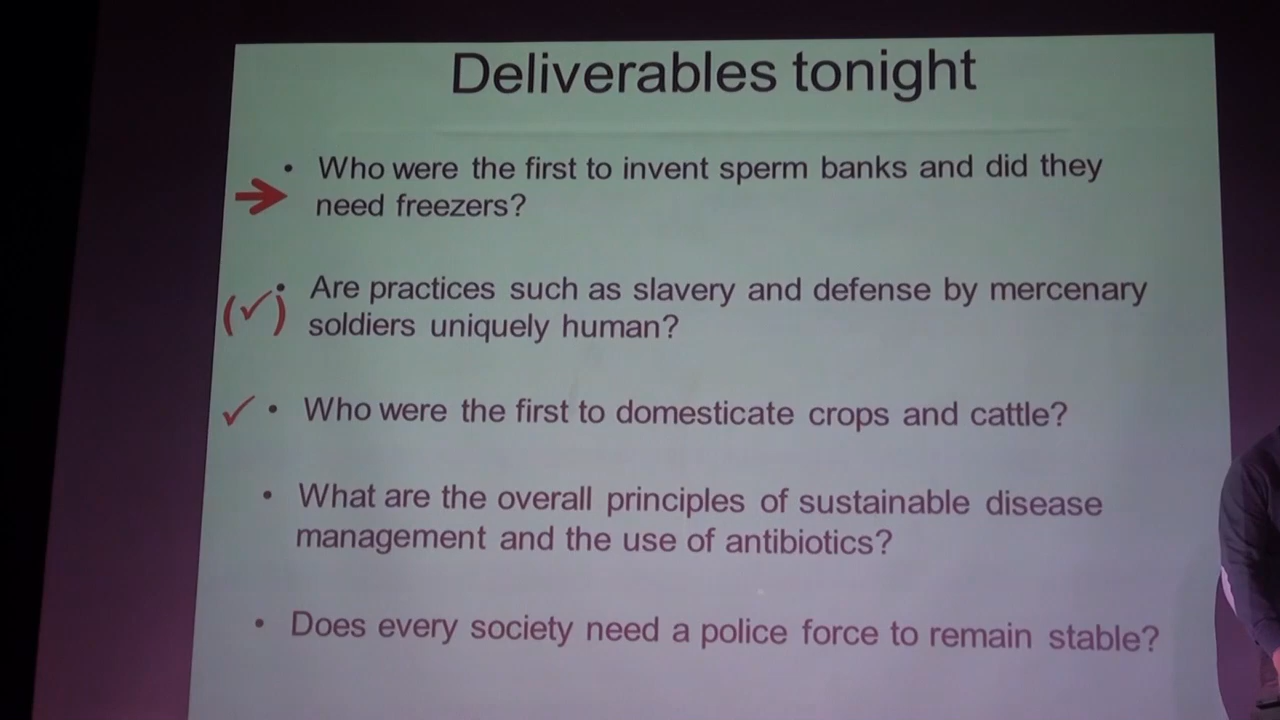 Deliverables tonight
• Who were the first to invent sperm banks and did they
need freezers?
• Are practices such as slavery and defense by mercenary
soldiers uniquely human?
• Who were the first to domesticate crops and cattle?
• What are the overall principles of sustainable disease
management and the use of antibiotics?
• Does every society need a police force to remain stable?